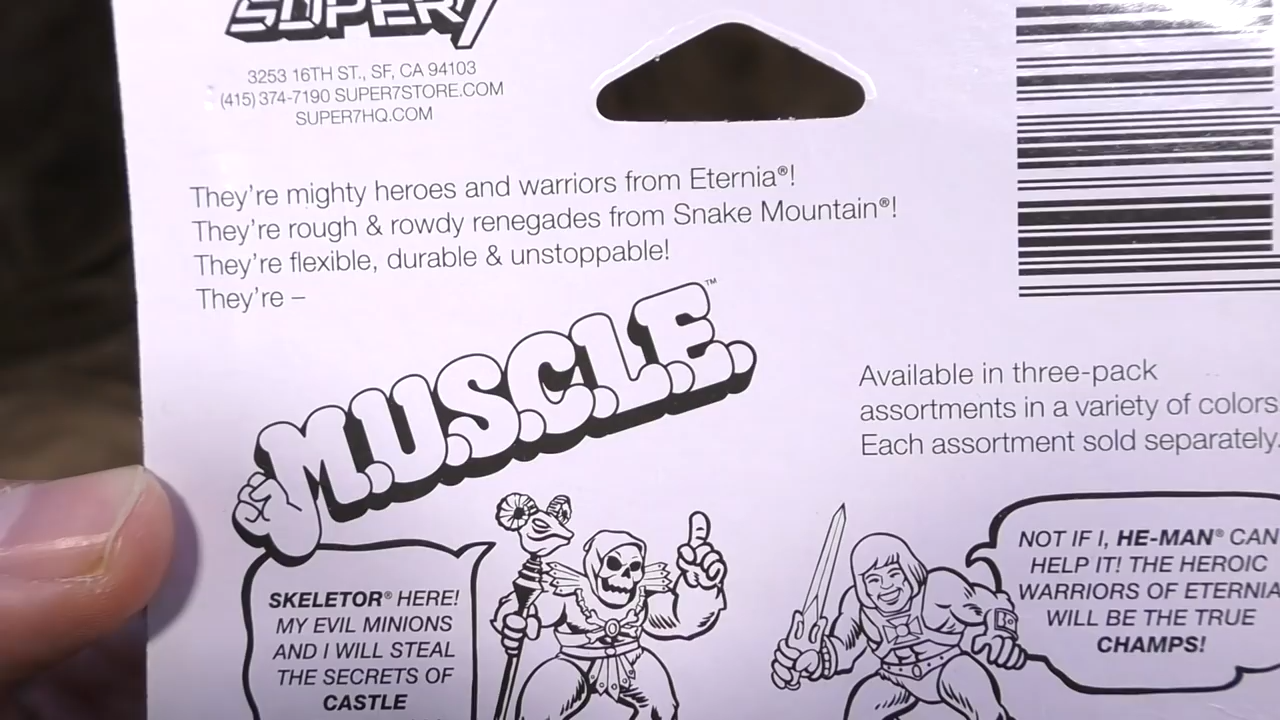 SUPER7
3253 16TH ST., SF, CA 94103
(415) 374-7190 SUPER7STORE.COM
SUPER7HQ.COM
They're mighty heroes and warriors from Eternia®!
They're rough & rowdy renegades from Snake Mountain®!
They're flexible, durable & unstoppable!
They're –
M.U.S.C.L.E.™
Available in three-pack
assortments in a variety of colors
Each assortment sold separately.
SKELETOR® HERE!
MY EVIL MINIONS
AND I WILL STEAL
THE SECRETS OF
CASTLE
NOT IF I, HE-MAN® CAN
HELP IT! THE HEROIC
WARRIORS OF ETERNIA
WILL BE THE TRUE
CHAMPS!